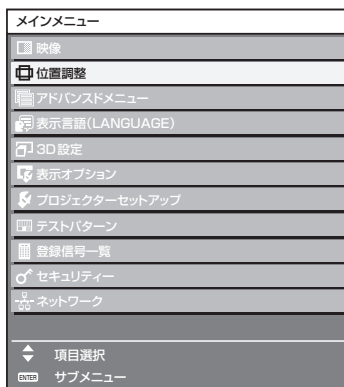 メインメニュー
映像
位置調整
アドバンスドメニュー
表示言語(LANGUAGE)
3D設定
表示オプション
プロジェクターセットアップ
テストパターン
登録信号一覧
セキュリティー
ネットワーク
項目選択
ENTER サブメニュー